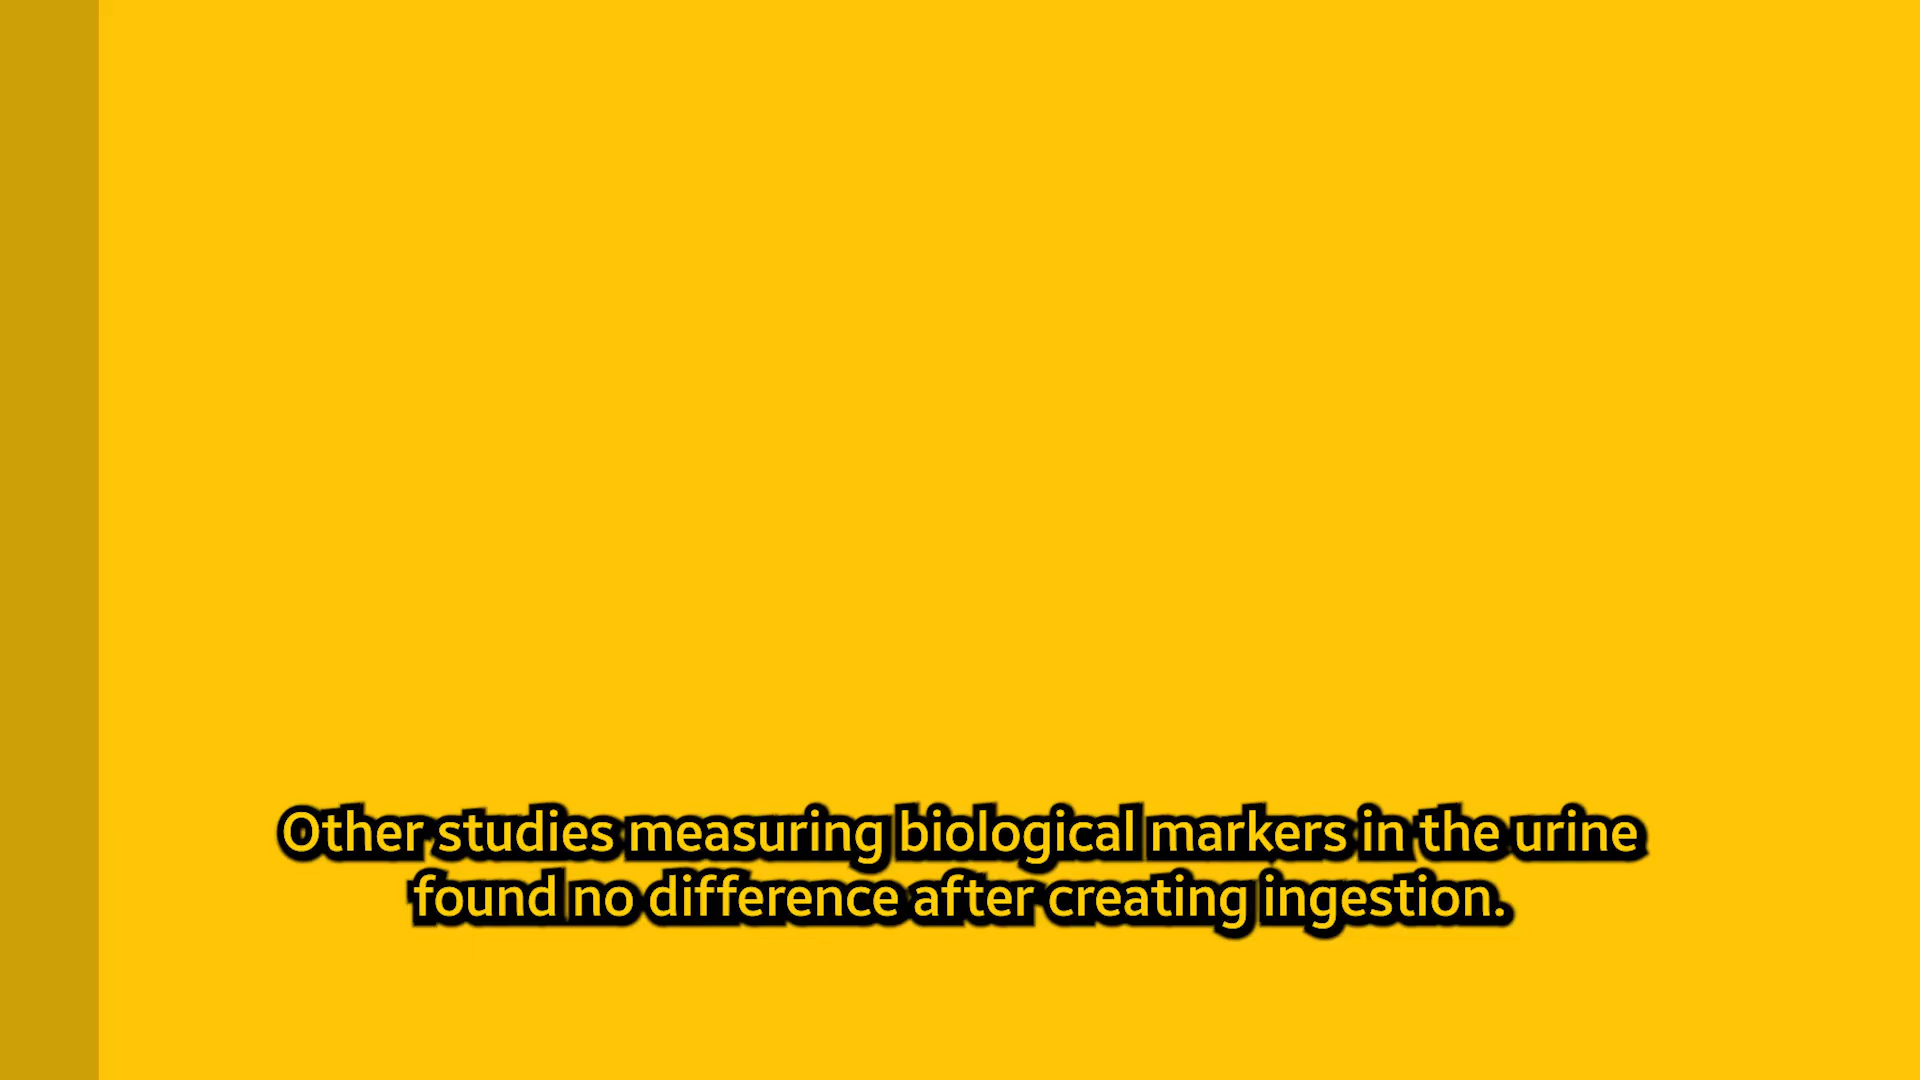 Other studies measuring biological markers in the urine
found no difference after creating ingestion.